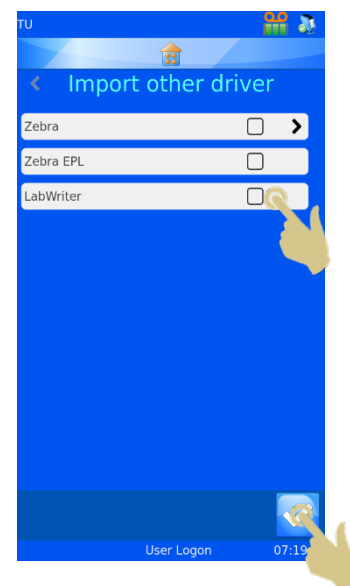 TU
Import other driver
Zebra
Zebra EPL
LabWriter
User Logon 07:19